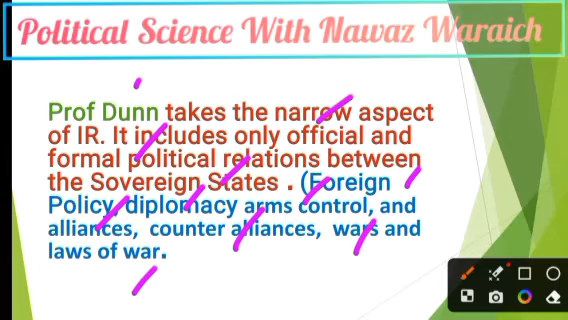 Political Science With Nawaz Waraich
Prof Dunn takes the narrow aspect
of IR. It includes only official and
formal political relations between
the Sovereign States . (Foreign
Policy, diplomacy arms control, and
alliances, counter alliances, wars and
laws of war.